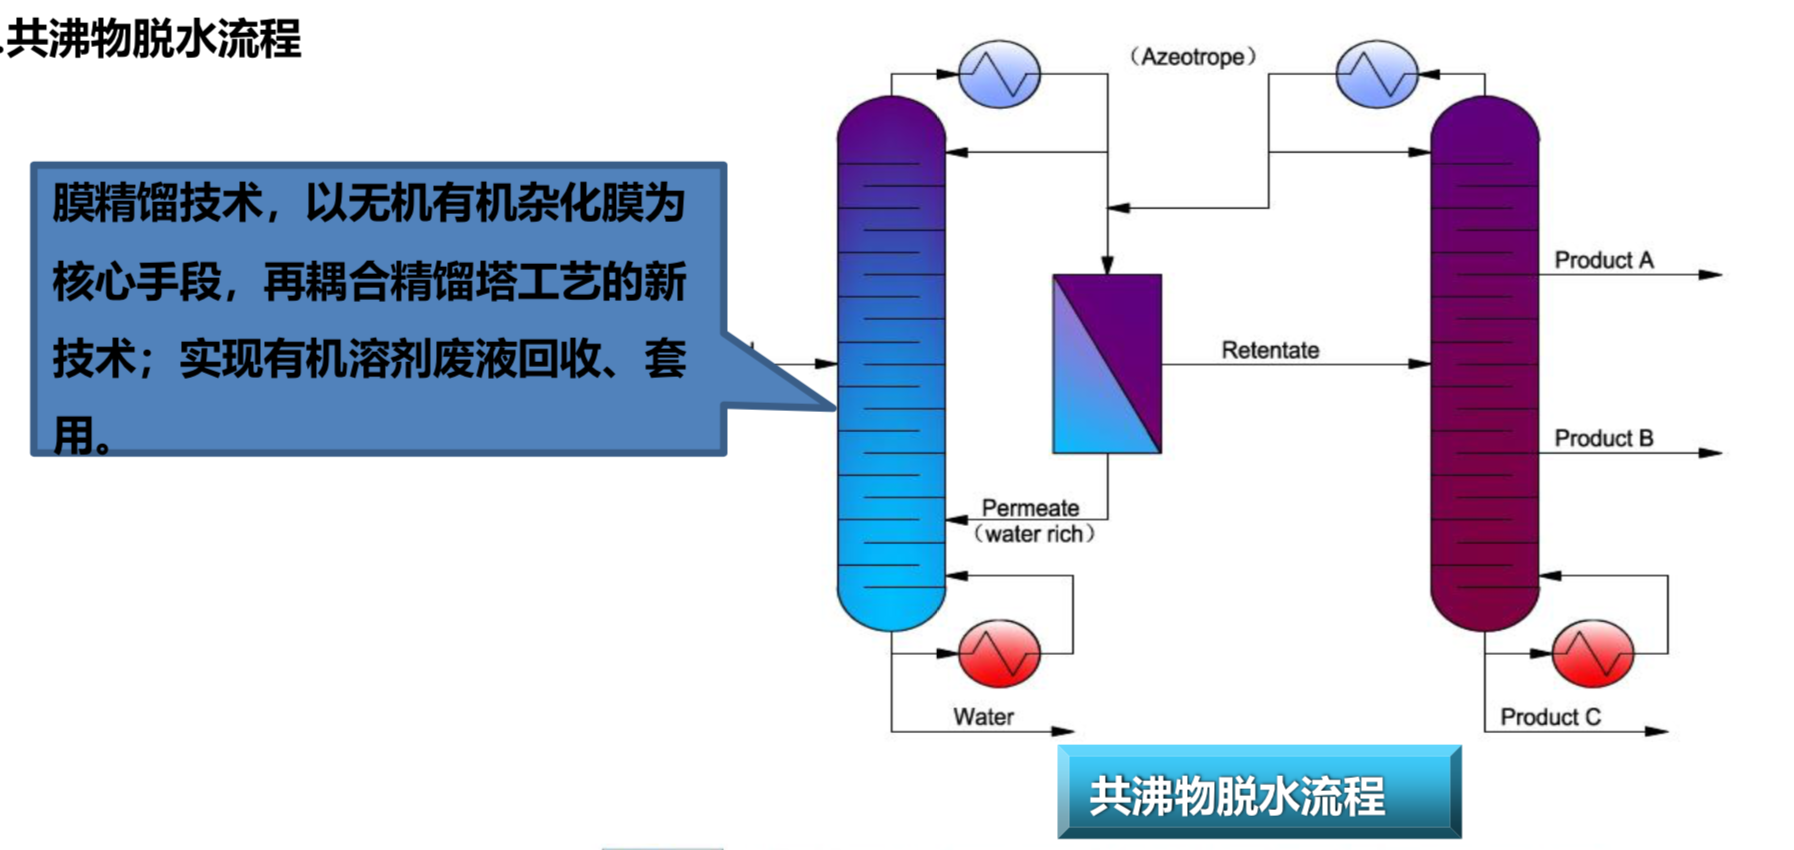 .共沸物脱水流程
（Azeotrope）
膜精馏技术，以无机有机杂化膜为
核心手段，再耦合精馏塔工艺的新
技术；实现有机溶剂废液回收、套
用。
Product A
Retentate
Product B
Permeate
（water rich）
Water
Product C
共沸物脱水流程